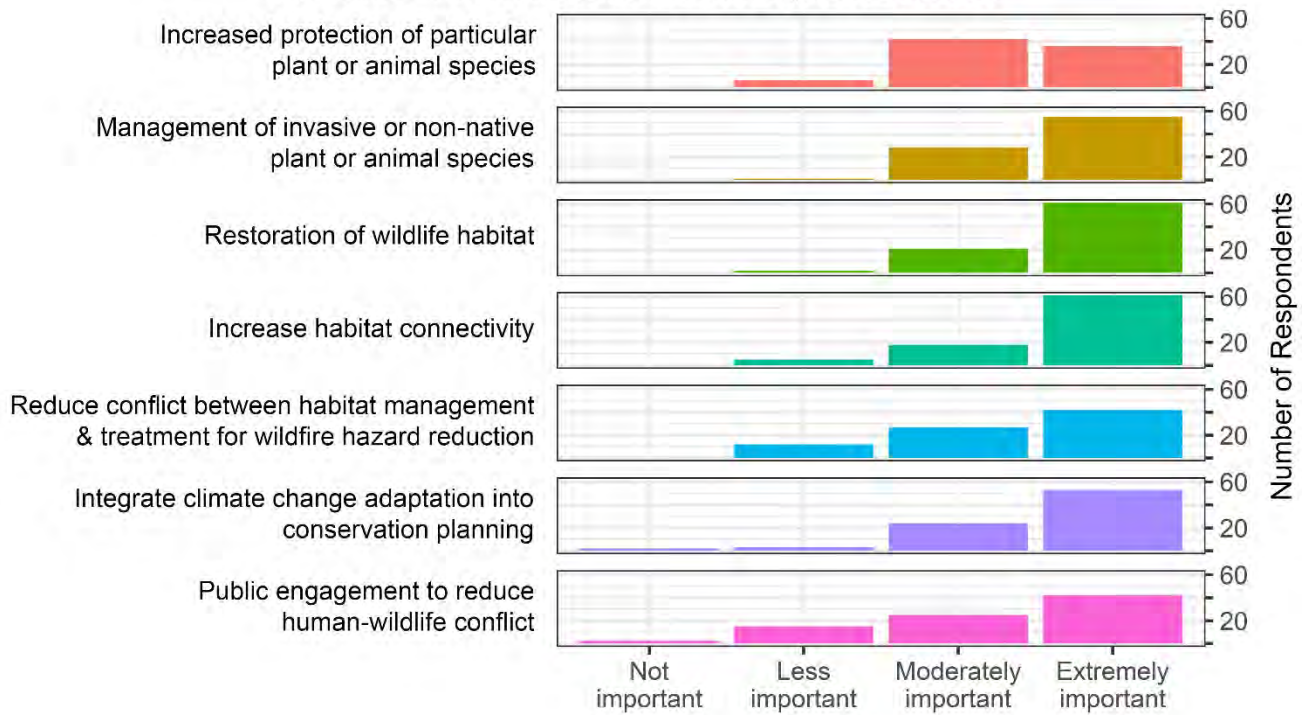 Increased protection of particular
plant or animal species
60
20
Management of invasive or non-native
plant or animal species
60
20
Restoration of wildlife habitat
60
20
Increase habitat connectivity
60
20
Reduce conflict between habitat management
& treatment for wildfire hazard reduction
60
20
Integrate climate change adaptation into
conservation planning
60
20
Public engagement to reduce
human-wildlife conflict
60
20
Number of Respondents
Not
important
Less
important
Moderately
important
Extremely
important